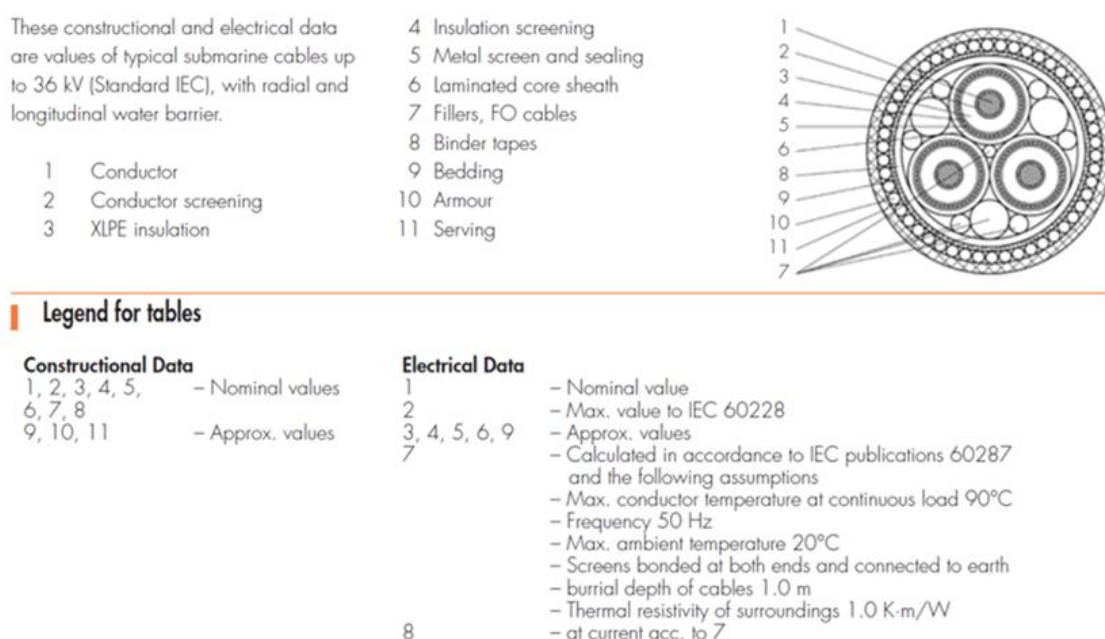 These constructional and electrical data
are values of typical submarine cables up
to 36 kV (Standard IEC), with radial and
longitudinal water barrier.
1 Conductor
2 Conductor screening
3 XLPE insulation
4 Insulation screening
5 Metal screen and sealing
6 Laminated core sheath
7 Fillers, FO cables
8 Binder tapes
9 Bedding
10 Armour
11 Serving
1
2
3
4
5
6
8
9
10
11
7
Legend for tables
Constructional Data
1, 2, 3, 4, 5, – Nominal values
6, 7, 8
9, 10, 11 – Approx. values
Electrical Data
1 – Nominal value
2 – Max. value to IEC 60228
3, 4, 5, 6, 9 – Approx. values
7 – Calculated in accordance to IEC publications 60287
and the following assumptions
– Max. conductor temperature at continuous load 90°C
– Frequency 50 Hz
– Max. ambient temperature 20°C
– Screens bonded at both ends and connected to earth
– burrial depth of cables 1.0 m
– Thermal resistivity of surroundings 1.0 K·m/W
8 – at current acc. to 7